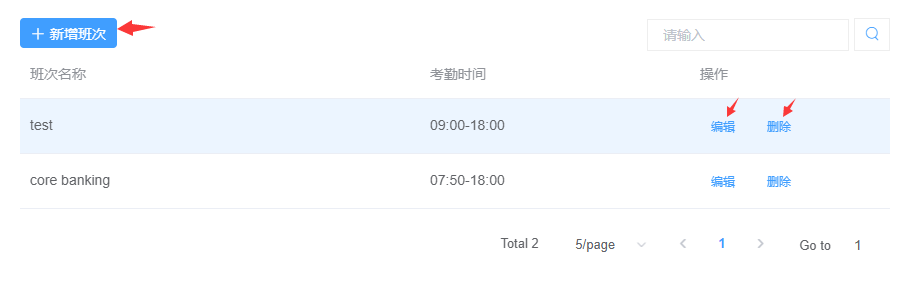 + 新增班次
请输入
班次名称 考勤时间 操作
test 09:00-18:00 编辑 删除
core banking 07:50-18:00 编辑 删除
Total 2 5/page 1 Go to 1